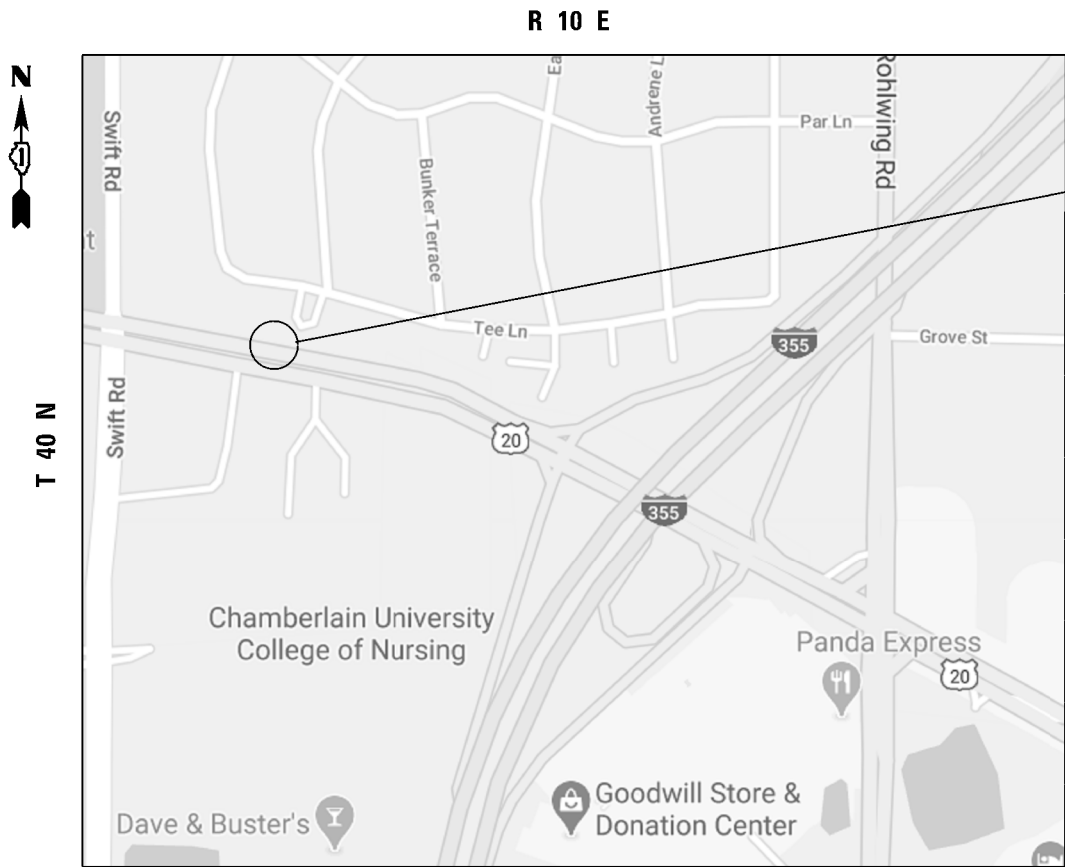 R 10 E
N
T 40 N
Swift Rd
Swift Rd
Bunker Terrace
Ea
Andrene L
Par Ln
Rohlwing Rd
Tee Ln
Grove St
355
20
355
Chamberlain University
College of Nursing
Panda Express
20
Dave & Buster's
Goodwill Store &
Donation Center